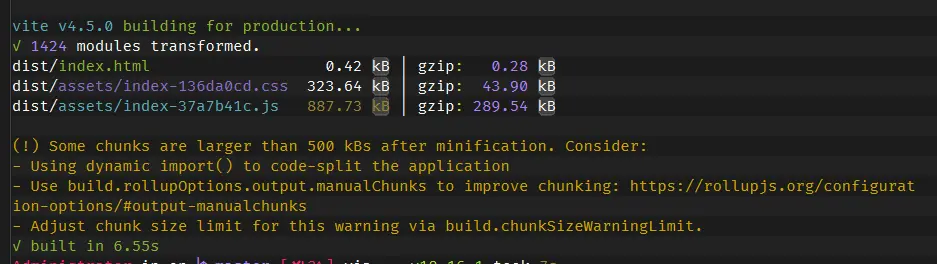 vite v4.5.0 building for production...
√ 1424 modules transformed.
dist/index.html 0.42 kB │ gzip: 0.28 kB
dist/assets/index-136da0cd.css 323.64 kB │ gzip: 43.90 kB
dist/assets/index-37a7b41c.js 887.73 kB │ gzip: 289.54 kB
(!) Some chunks are larger than 500 kBs after minification. Consider:
- Using dynamic import() to code-split the application
- Use build.rollupOptions.output.manualChunks to improve chunking: https://rollupjs.org/configurat
ion-options/#output-manualchunks
- Adjust chunk size limit for this warning via build.chunkSizeWarningLimit.
√ built in 6.55s